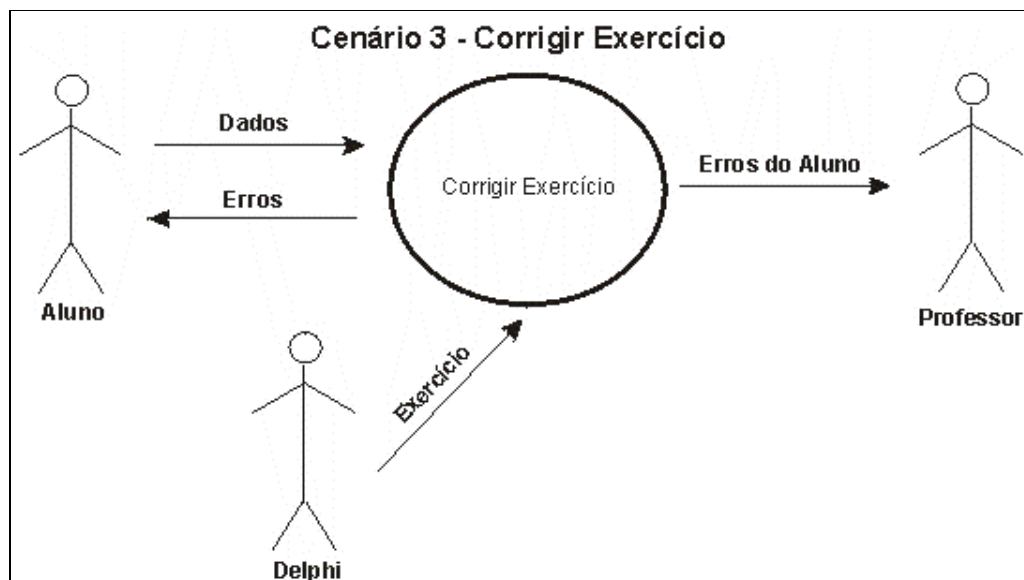 Cenário 3 - Corrigir Exercício
Dados
Erros
Corrigir Exercício
Erros do Aluno
Aluno
Professor
Exercício
Delphi